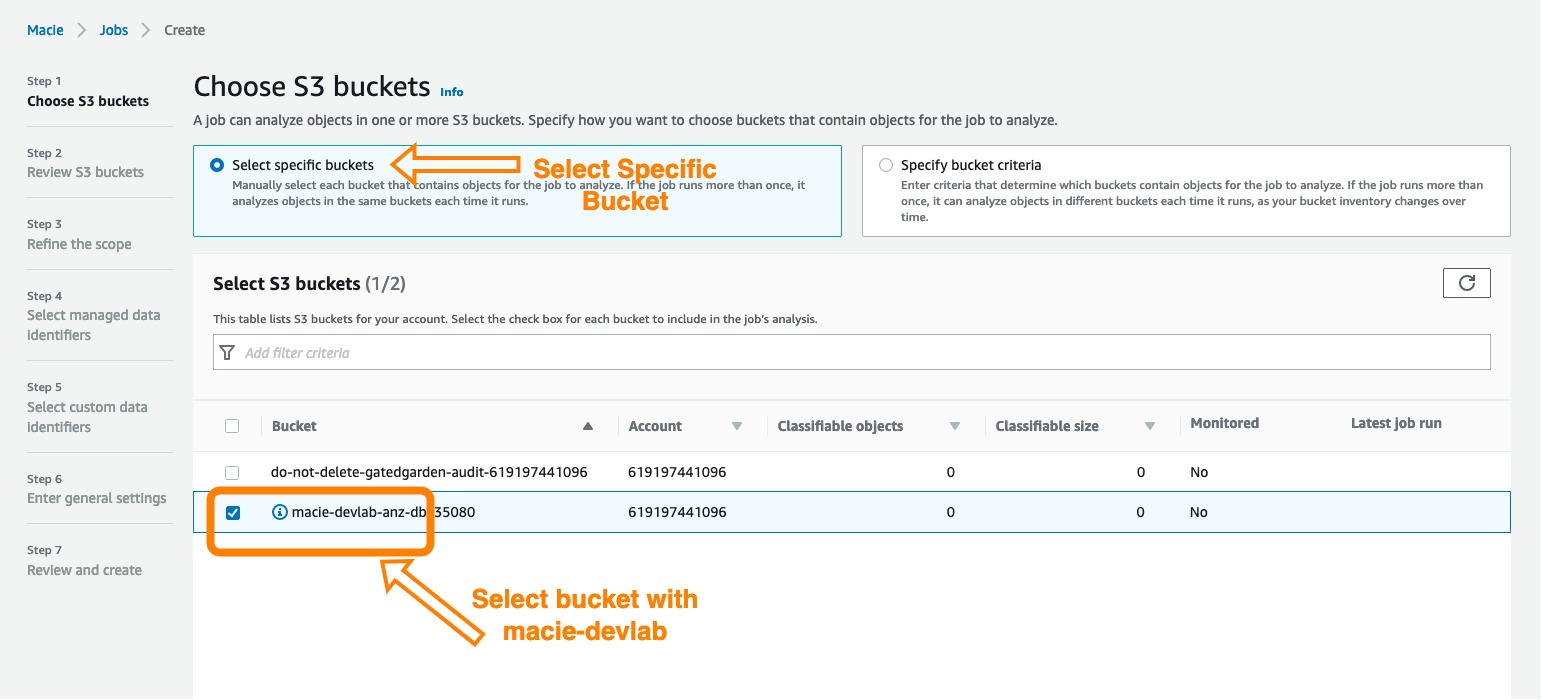 Macie > Jobs > Create
Step 1
Choose S3 buckets
Step 2
Review S3 buckets
Step 3
Refine the scope
Step 4
Select managed data
identifiers
Step 5
Select custom data
identifiers
Step 6
Enter general settings
Step 7
Review and create
Choose S3 buckets Info
A job can analyze objects in one or more S3 buckets. Specify how you want to choose buckets that contain objects for the job to analyze.
Select specific buckets
Manually select each bucket that contains objects for the job to analyze. If the job runs more than once, it
analyzes objects in the same buckets each time it runs.
Select Specific
Bucket
Specify bucket criteria
Enter criteria that determine which buckets contain objects for the job to analyze. If the job runs more than
once, it can analyze objects in different buckets each time it runs, as your bucket inventory changes over
time.
Select S3 buckets (1/2)
This table lists S3 buckets for your account. Select the check box for each bucket to include in the job's analysis.
Add filter criteria
Bucket Account Classifiable objects Classifiable size Monitored Latest job run
do-not-delete-gatedgarden-audit-619197441096 619197441096 0 0 No
macie-devlab-anz-db 35080 619197441096 0 0 No
Select bucket with
macie-devlab